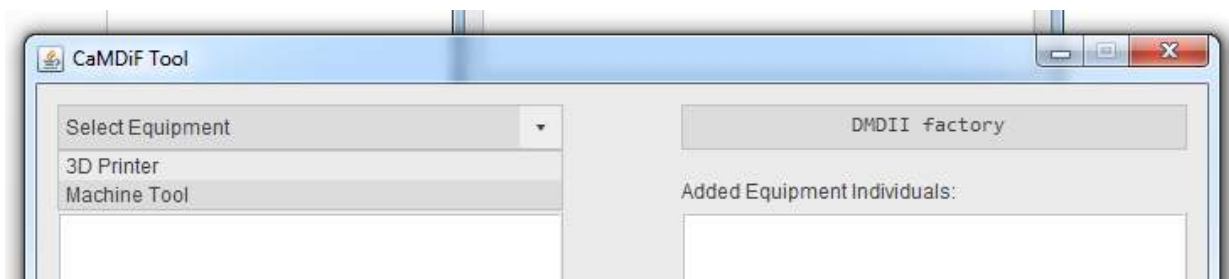 CaMDiF Tool
Select Equipment
DMDII factory
3D Printer
Machine Tool
Added Equipment Individuals: